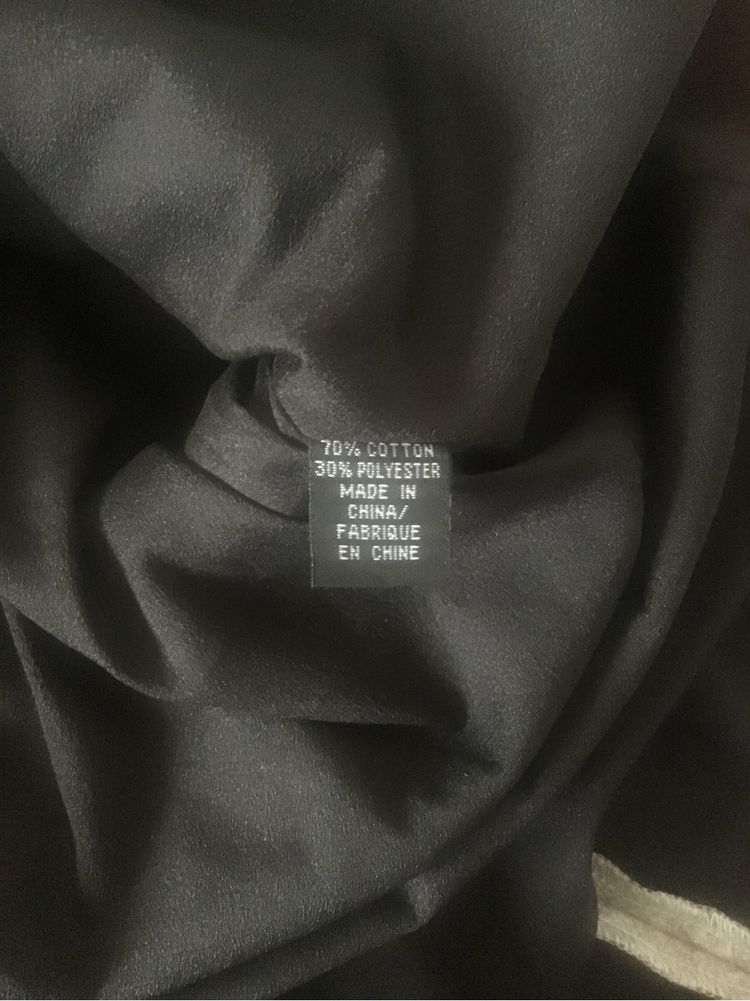 70% COTTON
30% POLYESTER
MADE IN
CHINA/
FABRIQUE
EN CHINE